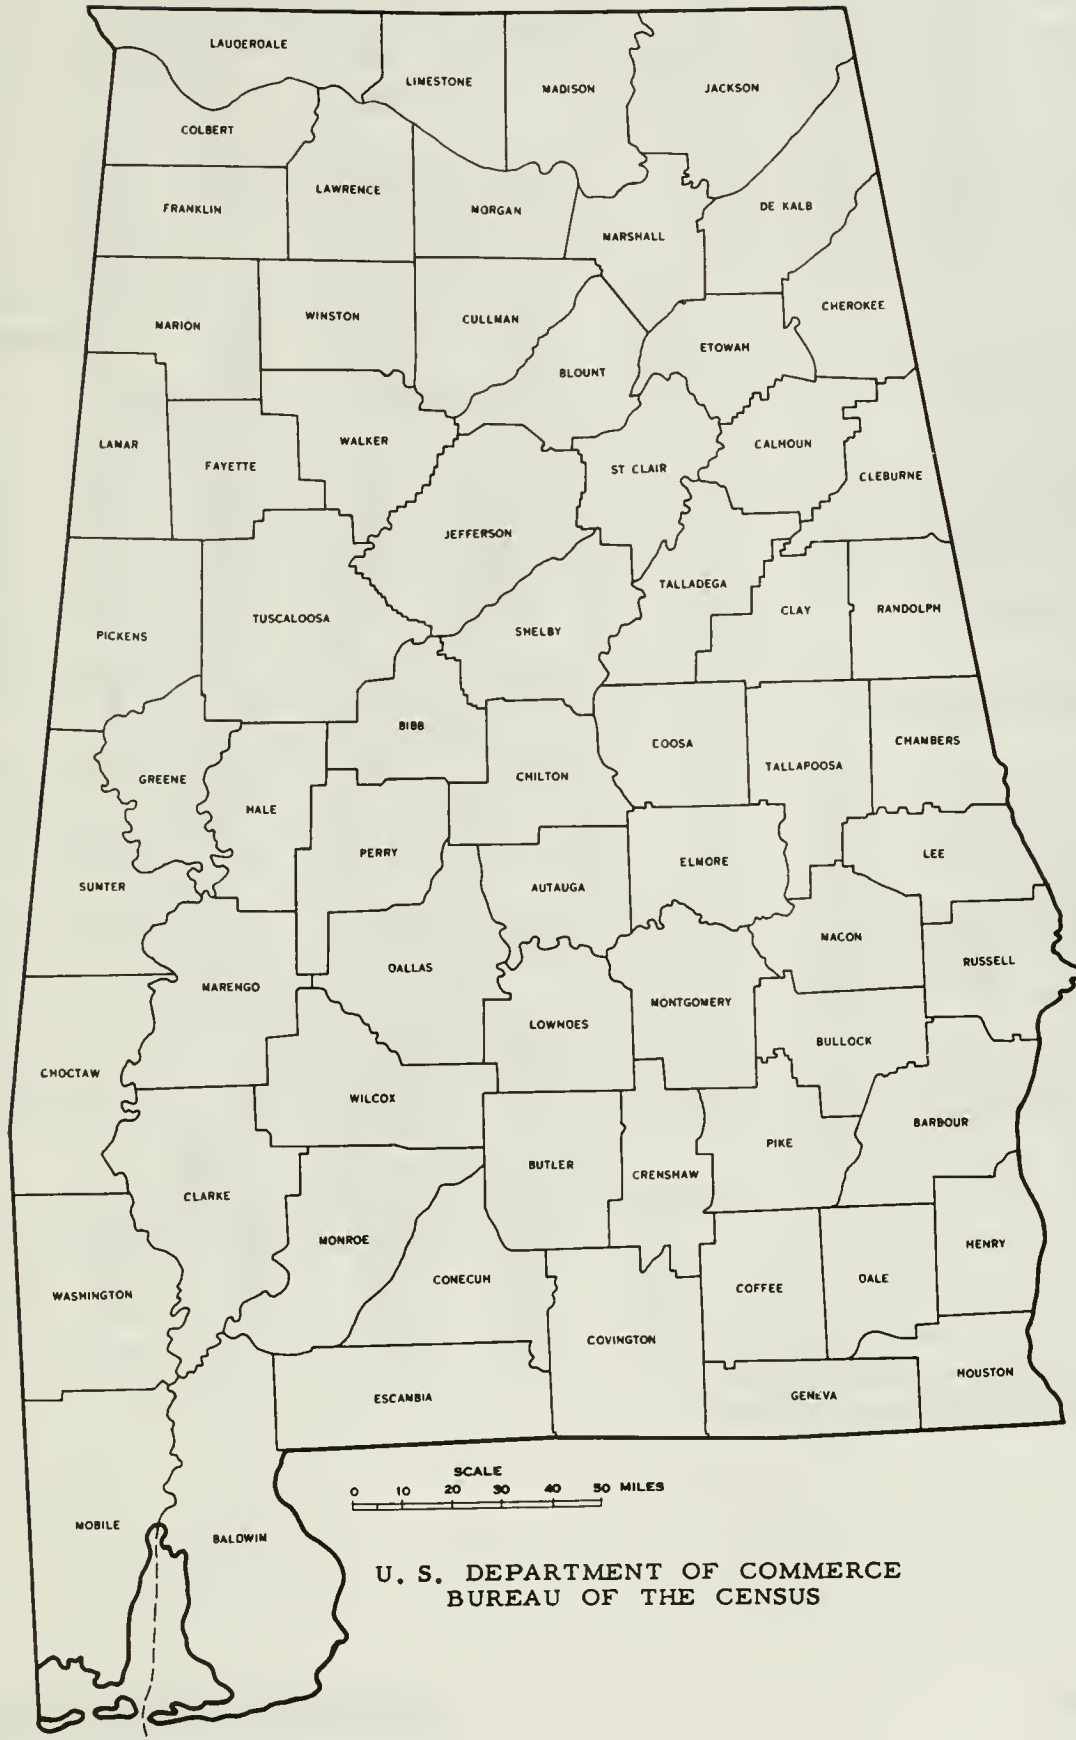 LAUDERDALE
LIMESTONE
MADISON
JACKSON
COLBERT
LAWRENCE
FRANKLIN
MORGAN
DE KALB
MARSHALL
CHEROKEE
MARION
WINSTON
CULLMAN
ETOWAH
BLOUNT
LAMAR
WALKER
CALHOUN
FAYETTE
ST CLAIR
CLEBURNE
JEFFERSON
TALLADEGA
CLAY
RANDOLPH
TUSCALOOSA
PICKENS
SHELBY
BIBB
COOSA
CHAMBERS
TALLAPOOSA
GREENE
CHILTON
HALE
PERRY
ELMORE
LEE
SUMTER
AUTAUGA
MACON
RUSSELL
DALLAS
MARENGO
MONTGOMERY
LOWNDES
BULLOCK
CHOCTAW
WILCOX
BARBOUR
PIKE
BUTLER
CRENSHAW
CLARKE
MONROE
HENRY
CONECUH
DALE
COFFEE
WASHINGTON
COVINGTON
HOUSTON
ESCAMBIA
GENEVA
SCALE
0 10 20 30 40 50 MILES
MOBILE
BALDWIN
U. S. DEPARTMENT OF COMMERCE
BUREAU OF THE CENSUS